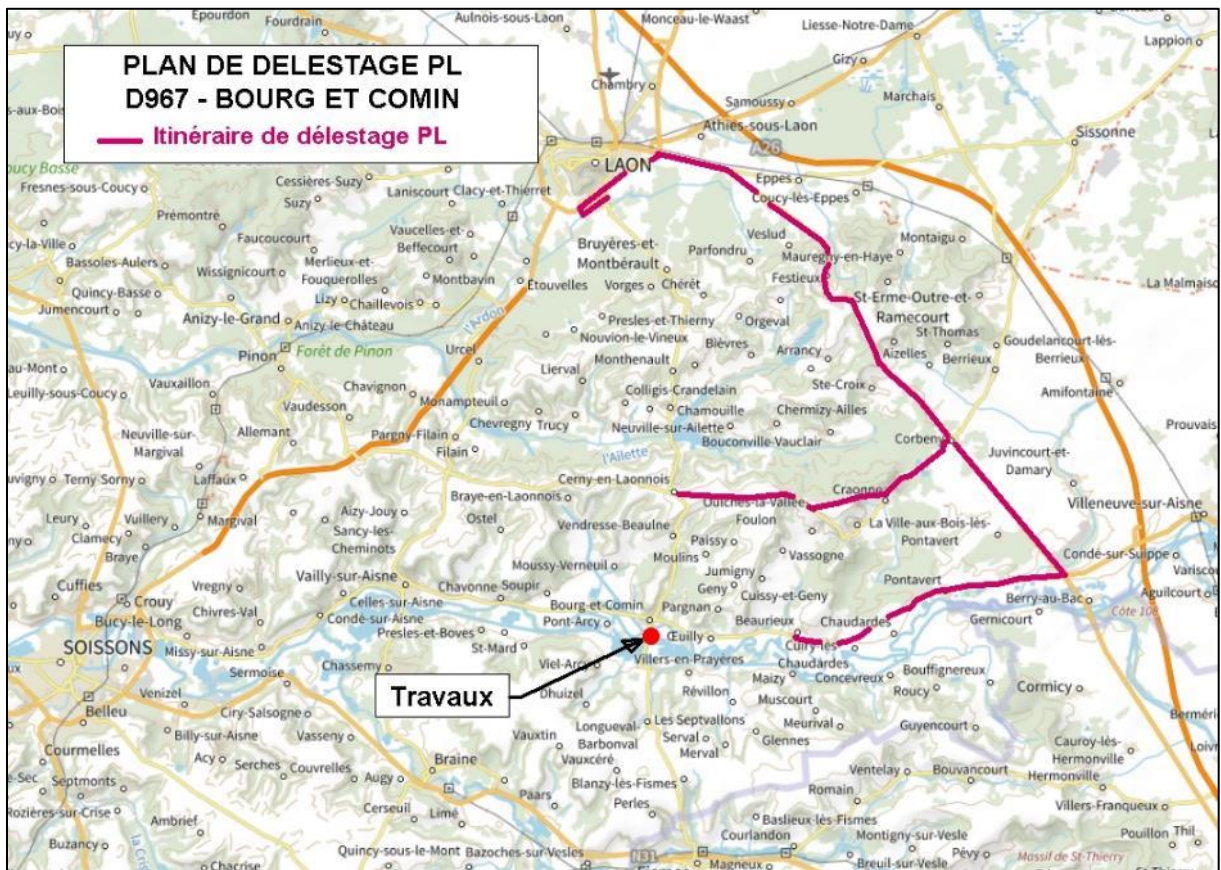 PLAN DE DELESTAGE PL
D967 - BOURG ET COMIN
Itinéraire de délestage PL
Epourdon
Fourdrain
Aulnois-sous-Laon
Monceau-le-Waast
Liesse-Notre-Dame
Lappion
Gizy
Chambry
Marchais
Samoussy
Athies-sous-Laon
Sissonne
A26
LAON
Eppes
Coucy-lès-Eppes
Fresnes-sous-Coucy
Cessières-Suzy
Suzy
Laniscourt
Clacy-et-Thierret
Prémontré
Faucoucourt
Vaucelles-et-
Beffecourt
Bruyères-et-
Montbérault
Parfondru
Veslud
Montaigu
Mauregny-en-Haye
Bassoles-Aulers
Wissignicourt
Merlieux-et-
Fouquerolles
Montbavin
Festieux
La Malmaison
Quincy-Basse
Lizy
Chaillevois
Étouvelles
Vorges
Chérêt
St-Erme-Outre-et-
Ramecourt
Jumencourt
Anizy-le-Grand
Anizy-le-Château
l'Ardon
Presles-et-Thierny
Orgeval
St-Thomas
Nouvion-le-Vineux
Bièvres
Goudelancourt-lès-
Berrieux
Pinon
Forêt de Pinon
Urcel
Monthenault
Arrancy
Aizelles
Berrieux
Vauxaillon
Chavignon
Lierval
Ste-Croix
Amifontaine
Leuilly-sous-Coucy
Vaudesson
Monampteuil
Colligis-Crandelain
Chamouille
Chermizy-Ailles
Neuville-sur-
Margival
Allemant
Pargny-Filain
Chevregny
Trucy
Neuville-sur-Ailette
Bouconville-Vauclair
Corbeny
Juvincourt-et-
Damary
Filain
l'Ailette
Terny-Sorny
Laffaux
Cerny-en-Laonnois
Craonne
Villeneuve-sur-Aisne
Braye-en-Laonnois
Oulches-la-Vallée-
Foulon
Leury
Vuillery
Margival
Aizy-Jouy
Ostel
Vendresse-Beaulne
La Ville-aux-Bois-lès-
Pontavert
Clamecy
Braye
Sancy-les-
Cheminots
Paissy
Vassogne
Condé-sur-Suippe
Moulins
Moussy-Verneuil
Jumigny
Geny
Cuissy-et-Geny
Pontavert
Cuffies
Vregny
Vailly-sur-Aisne
Chavonne
Soupir
Aguilcourt
Crouy
Chivres-Val
Celles-sur-Aisne
Bourg-et-Comin
Pargnan
Beaurieux
Chaudardes
Berry-au-Bac
Côte 108
Bucy-le-Long
Condé-sur-Aisne
Pont-Arcy
Gernicourt
SOISSONS
Missy-sur-Aisne
Presles-et-Boves
St-Mard
Œuilly
Cuiry-lès-
Chaudardes
Chassemy
Viel-Arcy
Villers-en-Prayères
Bouffignereux
Sermoise
Travaux
Dhuizel
Révillon
Maizy
Concevreux
Roucy
Cormicy
Venizel
Muscourt
Belleu
Ciry-Salsogne
Longueval-
Barbonval
Les Septvallons
Meurival
Guyencourt
Billy-sur-Aisne
Vasseny
Vauxtin
Serval
Merval
Glennes
Courmelles
Acy
Serches
Couvrelles
Braine
Vauxcéré
Cauroy-lès-
Hermonville
Septmonts
Augy
Blanzy-lès-Fismes
Ventelay
Bouvancourt
Hermonville
Rozières-sur-Crise
Ambrief
Cerseuil
Limé
Paars
Perles
Romain
Villers-Franqueux
Baslieux-lès-Fismes
Buzancy
Courlandon
Montigny-sur-Vesle
Pouillon
Thil
Chacrise
Quincy-sous-le-Mont
Bazoches-sur-Vesles
N31
Magneux
Breuil-sur-Vesle
Pévy
Massif de St-Thierry